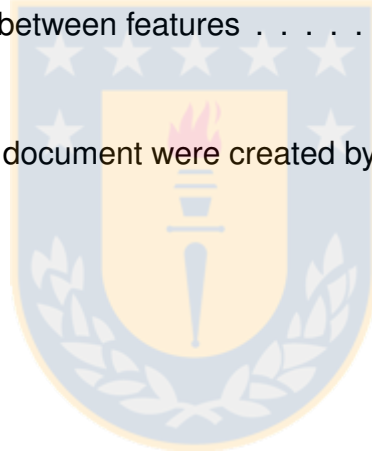 between features . . . . .
document were created by